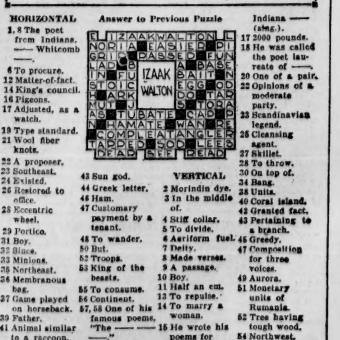 HORIZONTAL
1, 8 The poet
from Indiana.
— Whitcomb
—.
6 To procure.
12 Matter-of-fact.
14 King's council.
16 Pigeons.
17 Adjusted, as a
watch.
19 Type standard.
21 Wool fiber
knots.
22 A proposer.
23 Southeast.
24 Existed.
26 Restored to
office.
28 Eccentric
wheel.
29 Portico.
31 Boy.
32 Since.
33 Minions.
35 Northeast.
36 Membranous
bag.
37 Game played
on horseback.
39 Father.
41 Animal similar
to a raccoon.
Answer to Previous Puzzle
IZAAK
WALTON
43 Sun god.
44 Greek letter.
46 Ham.
47 Customary
payment by a
tenant.
48 To wander.
50 But.
52 Troops.
53 King of the
beasts.
55 To consume.
56 Continent.
57, 58 One of his
famous poems,
"The — —
—."
VERTICAL
2 Morindin dye.
3 In the middle
of.
4 Stiff collar.
5 To divide.
6 Aeriform fuel.
7 Deity.
8 Made verses.
9 A passage.
10 Boy.
11 Half an em.
13 To repulse.
14 To marry a
woman.
15 He wrote his
poems for
Indiana —
(sing.).
17 2000 pounds.
18 He was called
the poet lau-
reate of —.
20 One of a pair.
22 Opinions of a
moderate
party.
23 Scandinavian
legend.
25 Cleansing
agent.
27 Skillet.
28 To throw.
30 On top of.
34 Bang.
38 Units.
40 Coral island.
42 Granted fact.
43 Pertaining to
a branch.
45 Greedy.
47 Composition
for three
voices.
49 Aurora.
51 Monetary
units of
Rumania.
52 Tree having
tough wood.
54 Northwest.